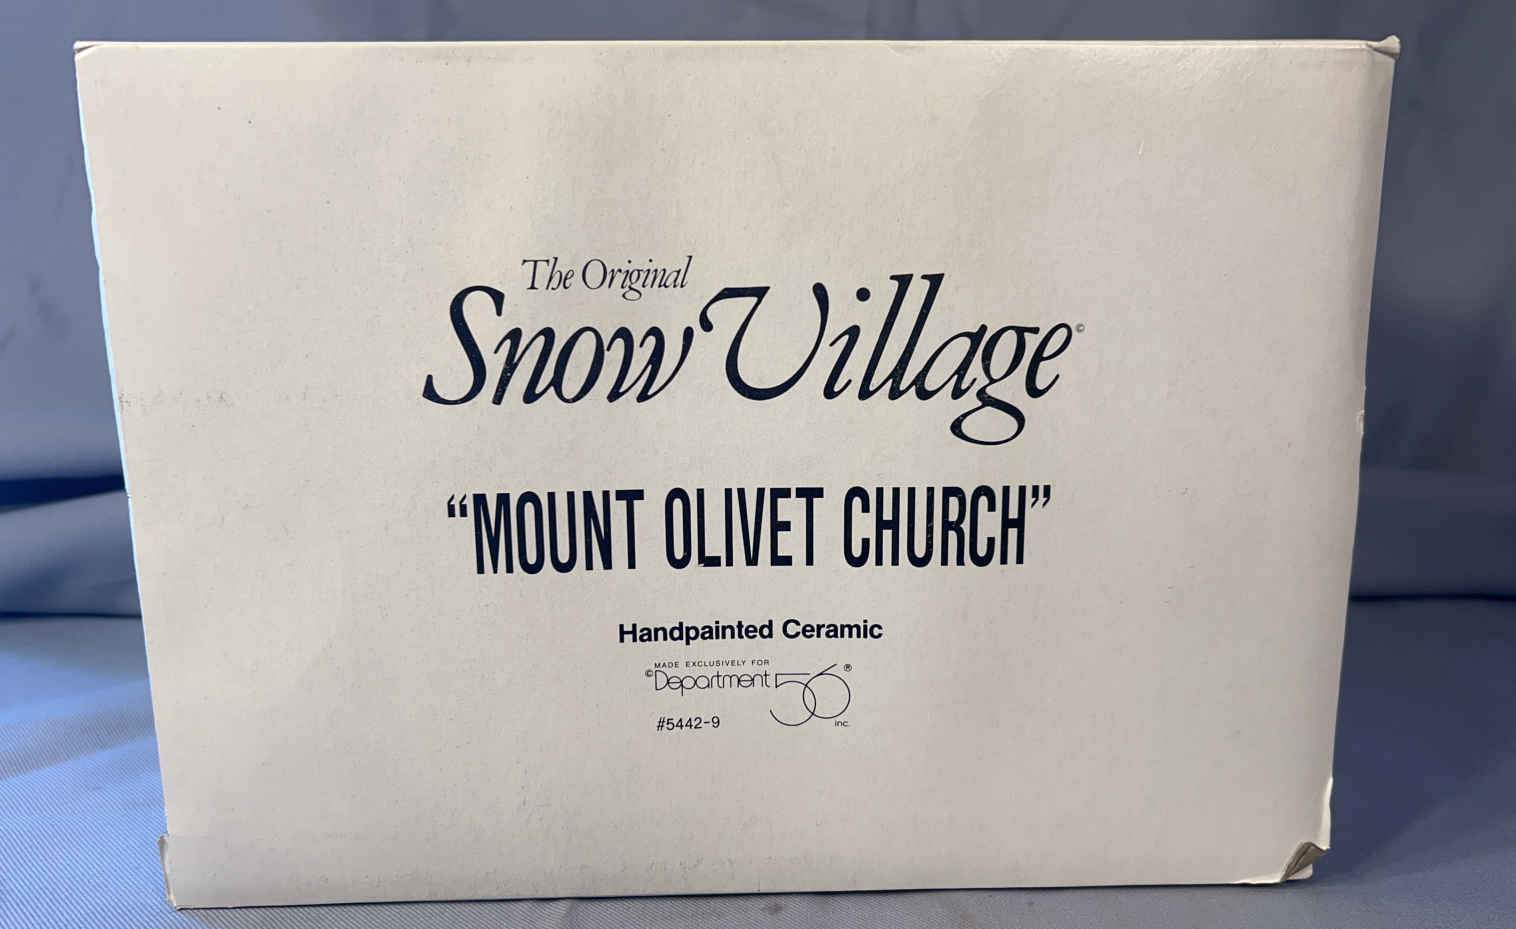 The Original
Snow Village©
“MOUNT OLIVET CHURCH”
Handpainted Ceramic
MADE EXCLUSIVELY FOR
©Department 56®
#5442-9
inc.